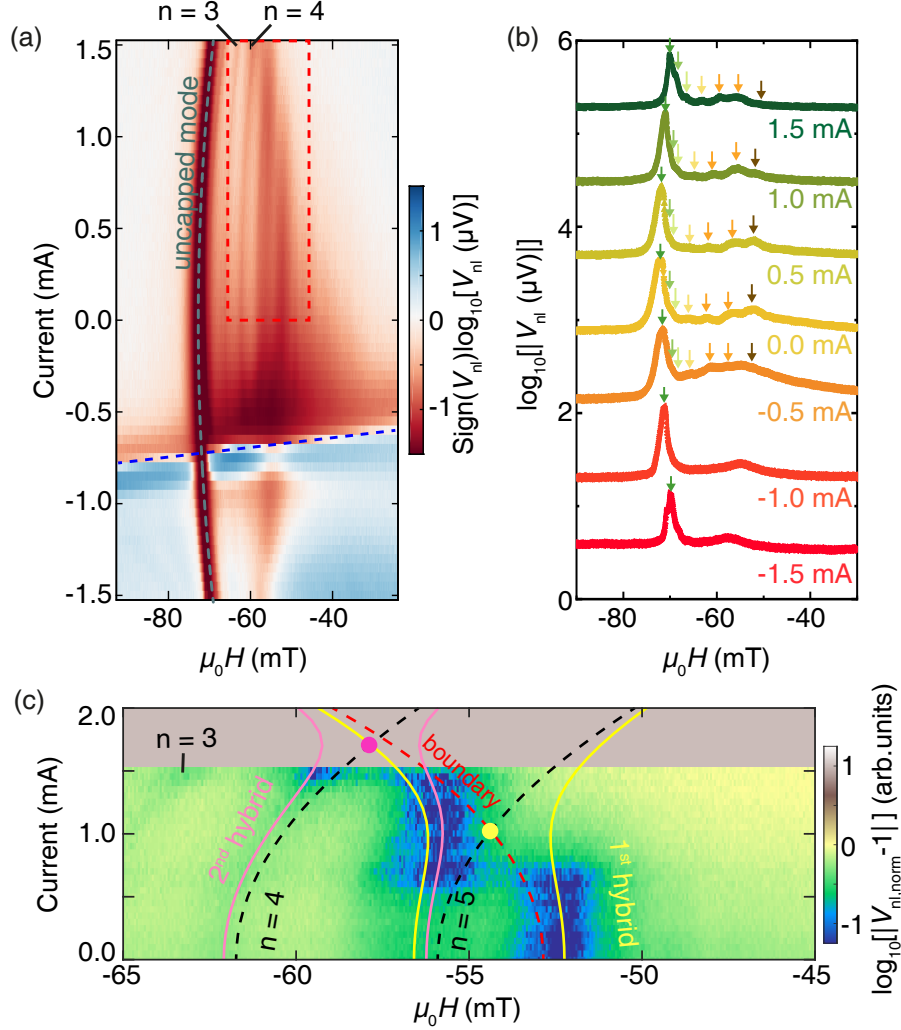 n = 3 n = 4
(a)
1.5
1.0
0.5
0.0
-0.5
-1.0
-1.5
Current (mA)
uncapped mode
-80 -60 -40
μ₀H (mT)
1
0
-1
Sign(Vnl)log₁₀[Vnl (μV)]
(b)
6
4
2
0
log₁₀[|Vnl (μV)|]
1.5 mA
1.0 mA
0.5 mA
0.0 mA
-0.5 mA
-1.0 mA
-1.5 mA
-80 -60 -40
μ₀H (mT)
(c)
2.0
1.0
0.0
Current (mA)
n = 3
2nd hybrid
n = 4
boundary
n = 5
1st hybrid
-65 -60 -55 -50 -45
μ₀H (mT)
1
0
-1
log₁₀[|Vnl.norm-1|] (arb.units)